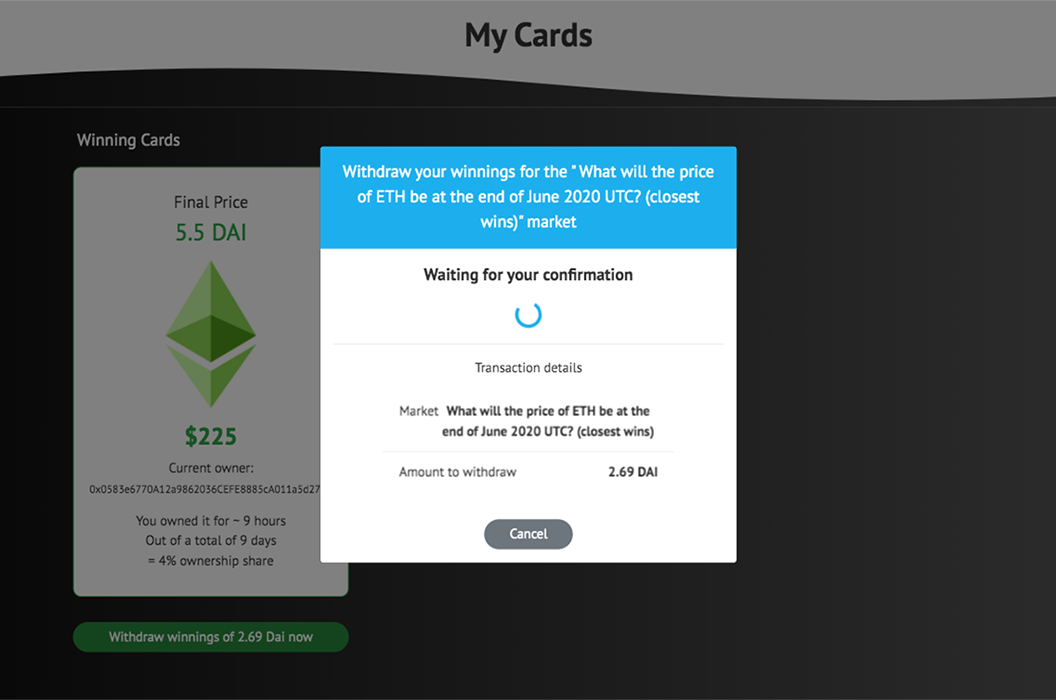 My Cards
Winning Cards
Final Price
5.5 DAI
$225
Current owner:
0x0583e6770A12a9862036CEFE8885cA011a5d27
You owned it for ~ 9 hours
Out of a total of 9 days
= 4% ownership share
Withdraw winnings of 2.69 Dai now
Withdraw your winnings for the " What will the price
of ETH be at the end of June 2020 UTC? (closest
wins)" market
Waiting for your confirmation
Transaction details
Market What will the price of ETH be at the
end of June 2020 UTC? (closest wins)
Amount to withdraw 2.69 DAI
Cancel